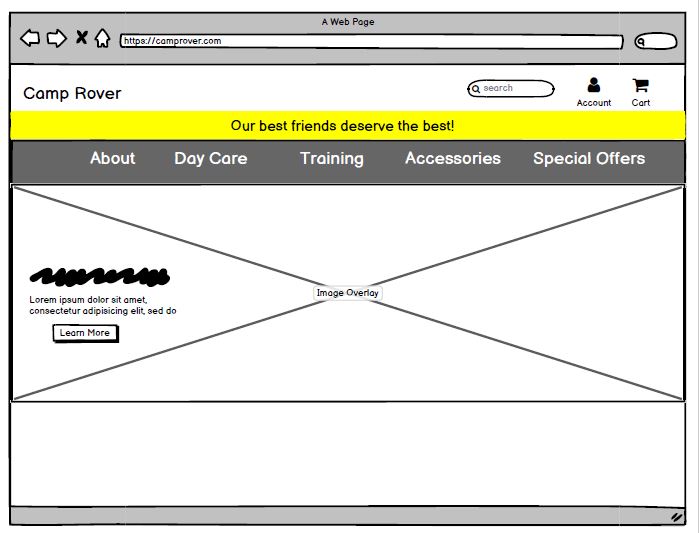 A Web Page
https://camprover.com
Camp Rover
search
Account
Cart
Our best friends deserve the best!
About
Day Care
Training
Accessories
Special Offers
Image Overlay
Lorem ipsum dolor sit amet,
consectetur adipisicing elit, sed do
Learn More